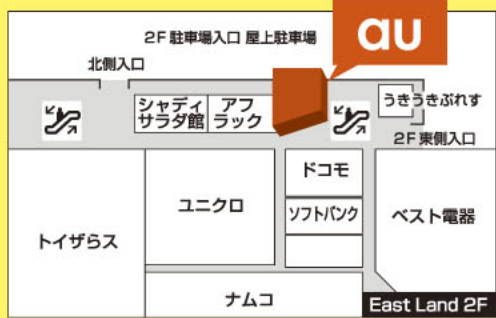 2F 駐車場入口 屋上駐車場
au
北側入口
シャディ
サラダ館
アフ
ラック
うきうきぷれす
2F 東側入口
ドコモ
ユニクロ
ソフトバンク
ベスト電器
トイザらス
ナムコ
East Land 2F